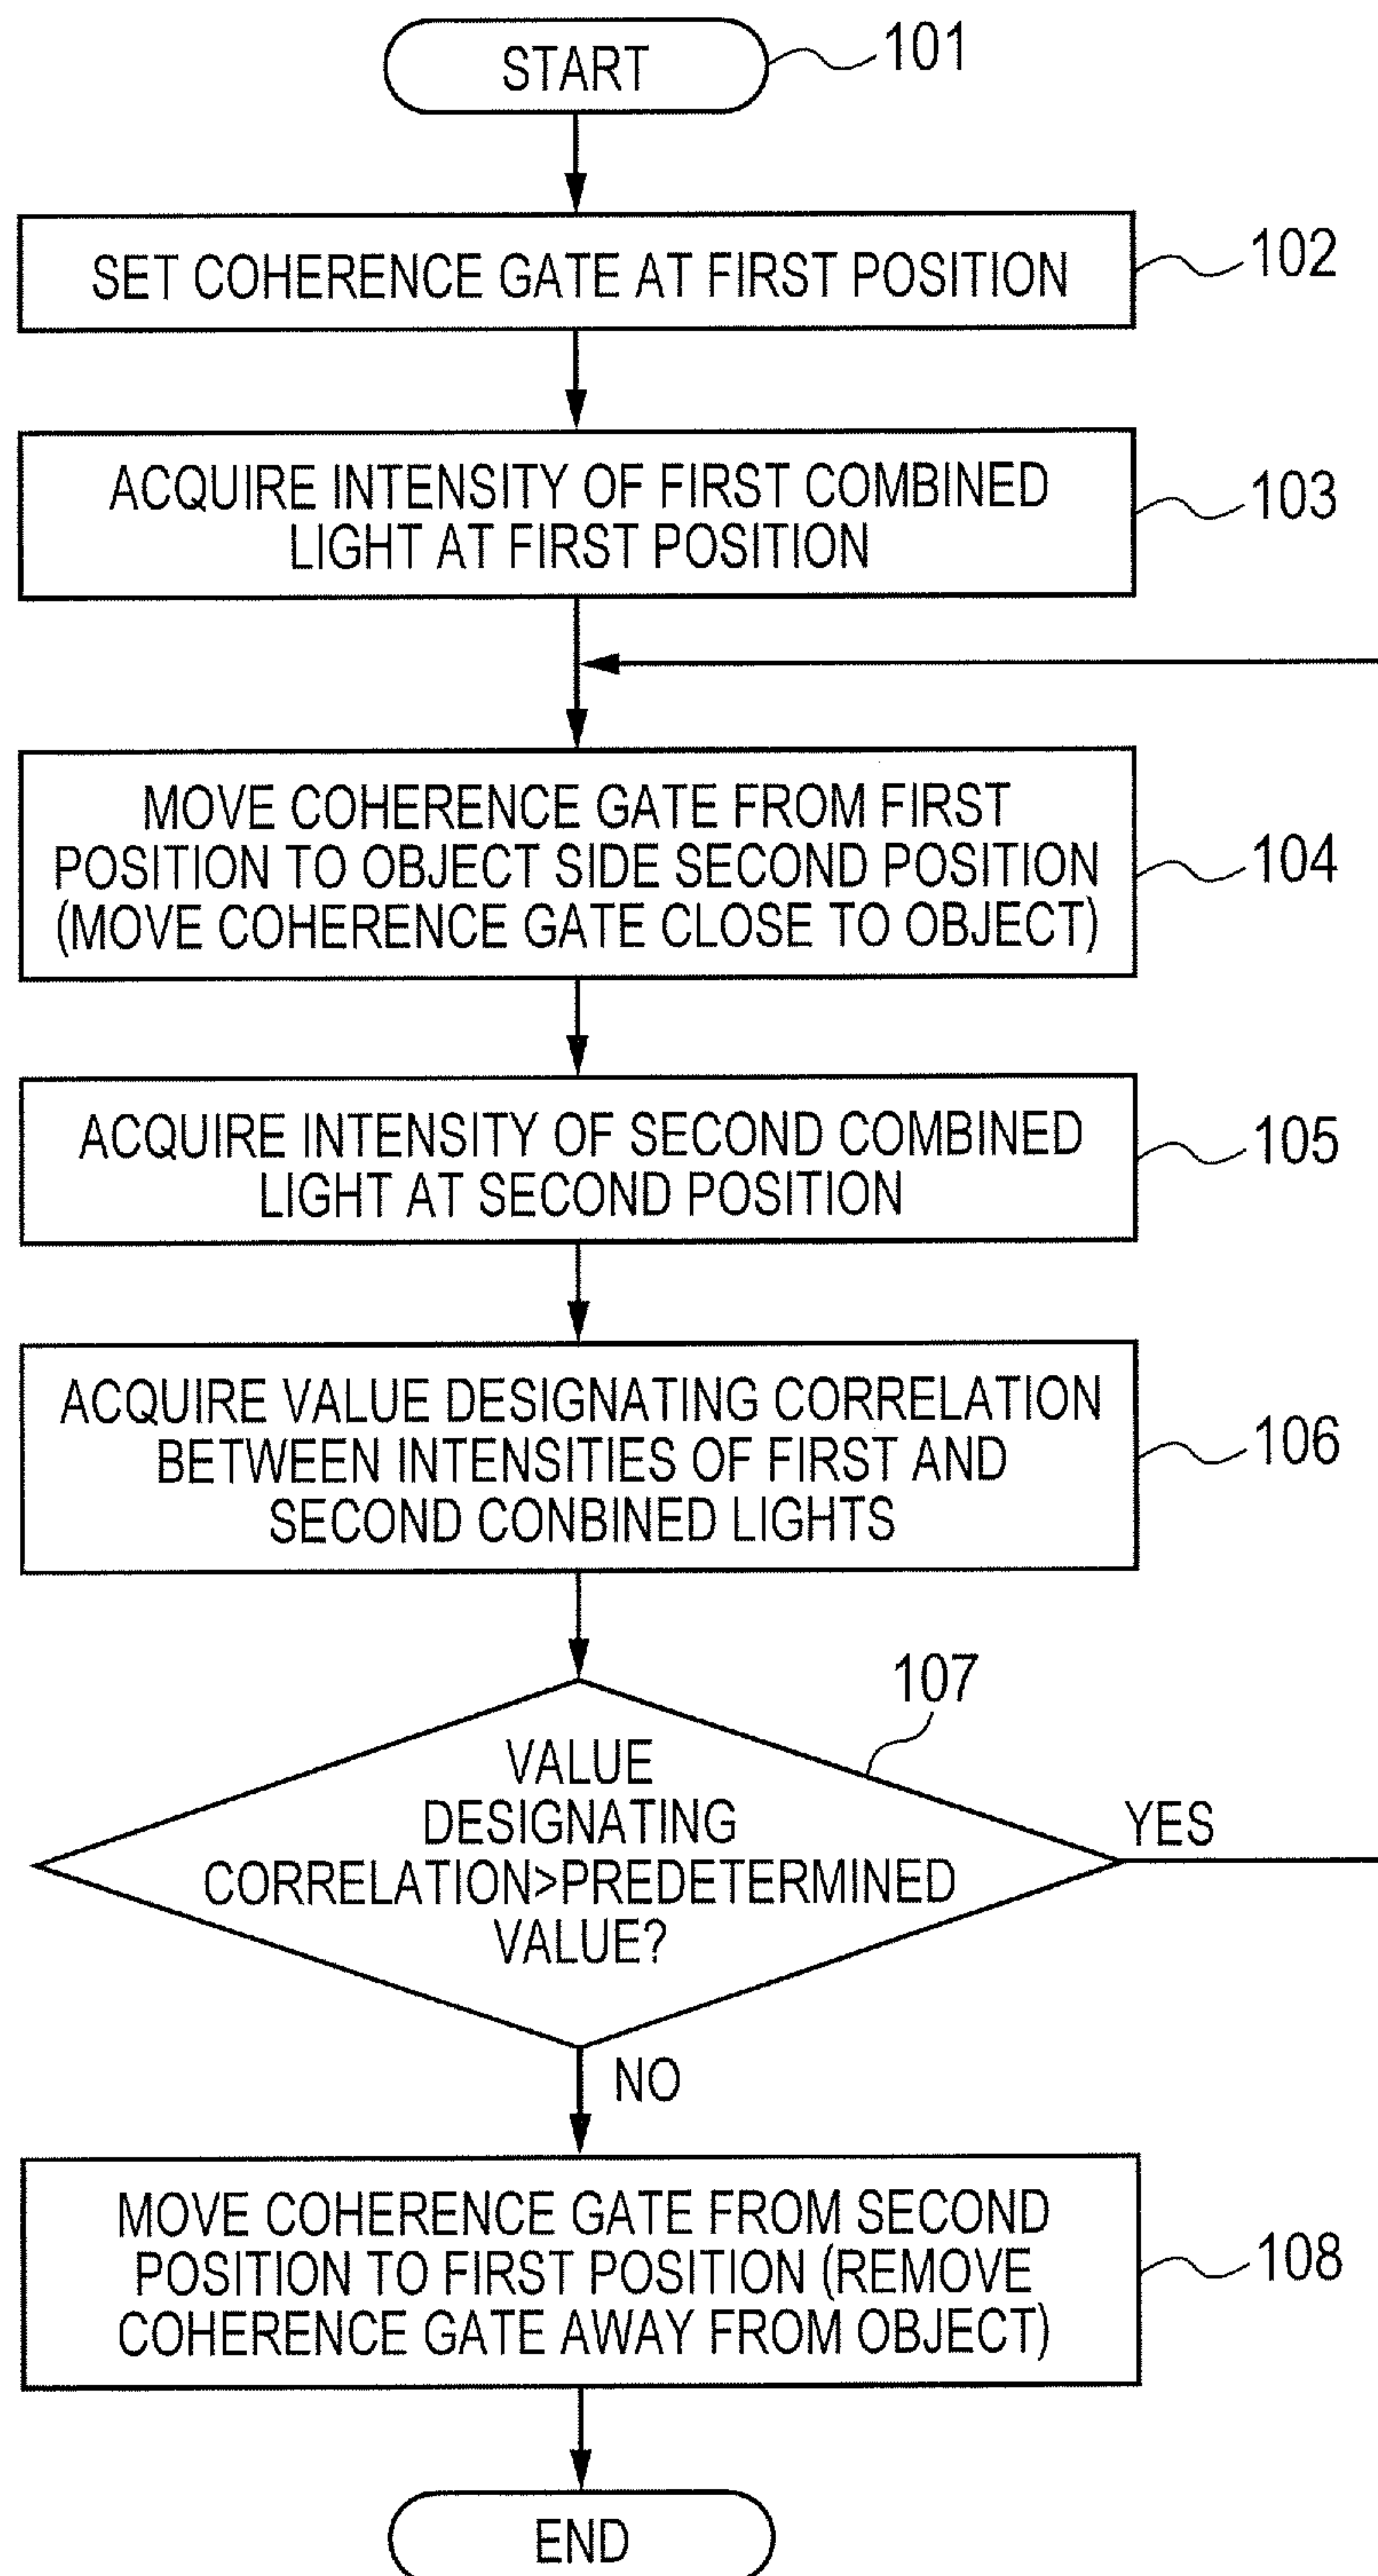 START
101
SET COHERENCE GATE AT FIRST POSITION
102
ACQUIRE INTENSITY OF FIRST COMBINED
LIGHT AT FIRST POSITION
103
MOVE COHERENCE GATE FROM FIRST
POSITION TO OBJECT SIDE SECOND POSITION
(MOVE COHERENCE GATE CLOSE TO OBJECT)
104
ACQUIRE INTENSITY OF SECOND COMBINED
LIGHT AT SECOND POSITION
105
ACQUIRE VALUE DESIGNATING CORRELATION
BETWEEN INTENSITIES OF FIRST AND
SECOND CONBINED LIGHTS
106
107
VALUE
DESIGNATING
CORRELATION>PREDETERMINED
VALUE?
YES
NO
MOVE COHERENCE GATE FROM SECOND
POSITION TO FIRST POSITION (REMOVE
COHERENCE GATE AWAY FROM OBJECT)
108
END